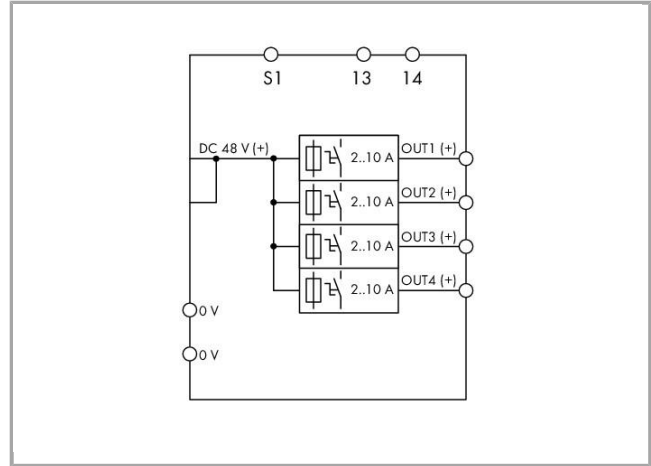 S1 13 14
DC 48 V (+)
2..10 A OUT1 (+)
2..10 A OUT2 (+)
2..10 A OUT3 (+)
2..10 A OUT4 (+)
0 V
0 V